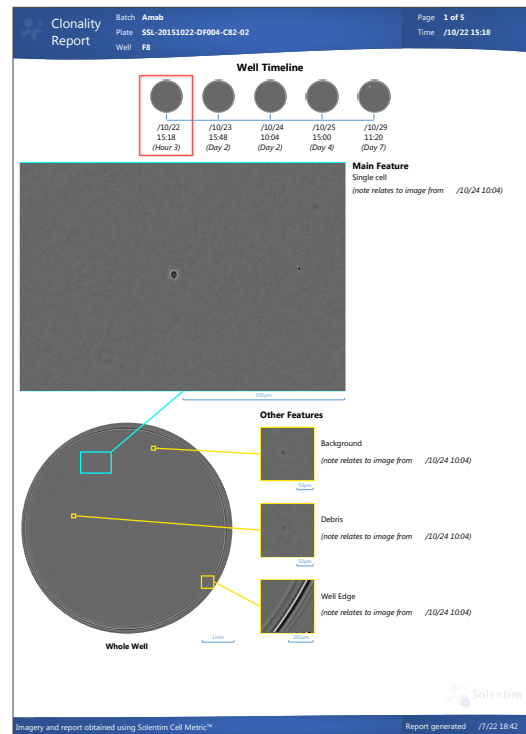 Clonality
Report
Batch Amab
Plate SSL-20151022-DF004-C82-02
Well F8
Page 1 of 5
Time /10/22 15:18
Well Timeline
/10/22 /10/23 /10/24 /10/25 /10/29
15:18 15:48 10:04 15:00 11:20
(Hour 3) (Day 2) (Day 2) (Day 4) (Day 7)
Main Feature
Single cell
(note relates to image from /10/24 10:04)
500µm
Other Features
Background
(note relates to image from /10/24 10:04)
50µm
Debris
(note relates to image from /10/24 10:04)
50µm
Well Edge
(note relates to image from /10/24 10:04)
Whole Well
1mm
200µm
Solentim
Imagery and report obtained using Solentim Cell Metric™
Report generated /7/22 18:42